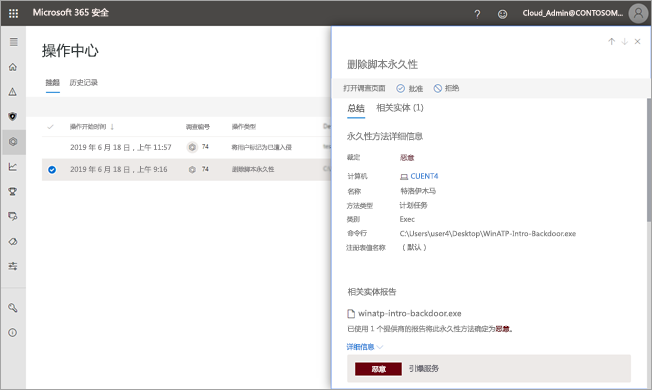 Microsoft 365 安全
Cloud_Admin@CONTOSOM...
操作中心
挂起 历史记录
操作开始时间 ↓ 调查编号 操作类型
2019 年 6 月 18 日，上午 11:57 74 将用户标记为已遭入侵
2019 年 6 月 18 日，上午 9:16 74 删除脚本永久性
删除脚本永久性
打开调查页面 批准 拒绝
总结 相关实体 (1)
永久性方法详细信息
裁定 恶意
计算机 CUENT4
名称 特洛伊木马
方法类型 计划任务
类别 Exec
命令行 C:\Users\user4\Desktop\WinATP-Intro-Backdoor.exe
注册表值名称 （默认）
相关实体报告
winatp-intro-backdoor.exe
已使用 1 个提供商的报告将此永久性方法确定为恶意。
详细信息
恶意 引爆服务